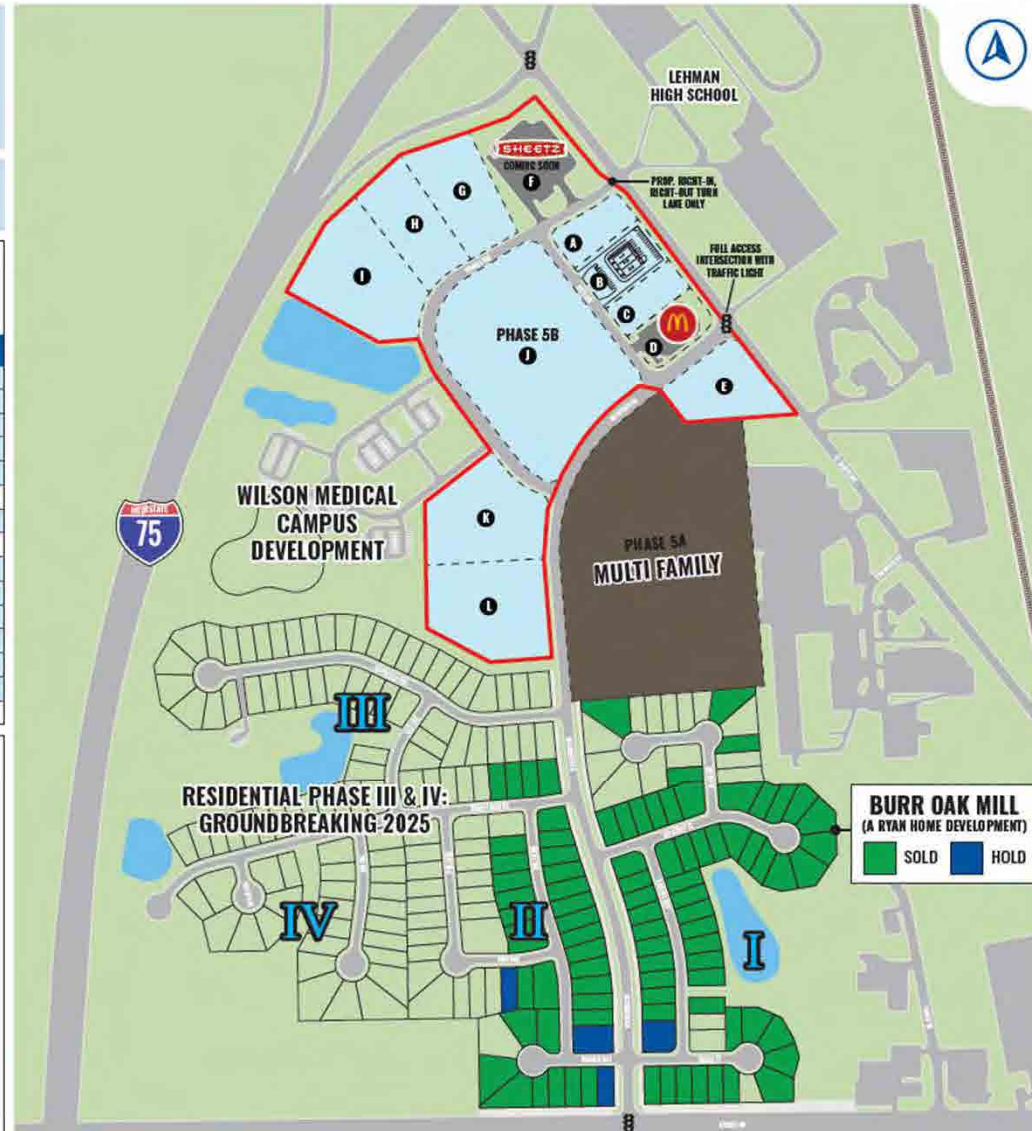 LEHMAN
HIGH SCHOOL
SHEETZ
COMING SOON
F
PROP. RIGHT-IN,
RIGHT-OUT TURN
LANE ONLY
G
H
I
A
B
C
D
FULL ACCESS
INTERSECTION WITH
TRAFFIC LIGHT
PHASE 5B
J
E
INTERSTATE
75
WILSON MEDICAL
CAMPUS
DEVELOPMENT
K
L
PHASE 5A
MULTI FAMILY
III
RESIDENTIAL PHASE III & IV:
GROUNDBREAKING 2025
BURR OAK MILL
(A RYAN HOME DEVELOPMENT)
SOLD
HOLD
IV
II
I